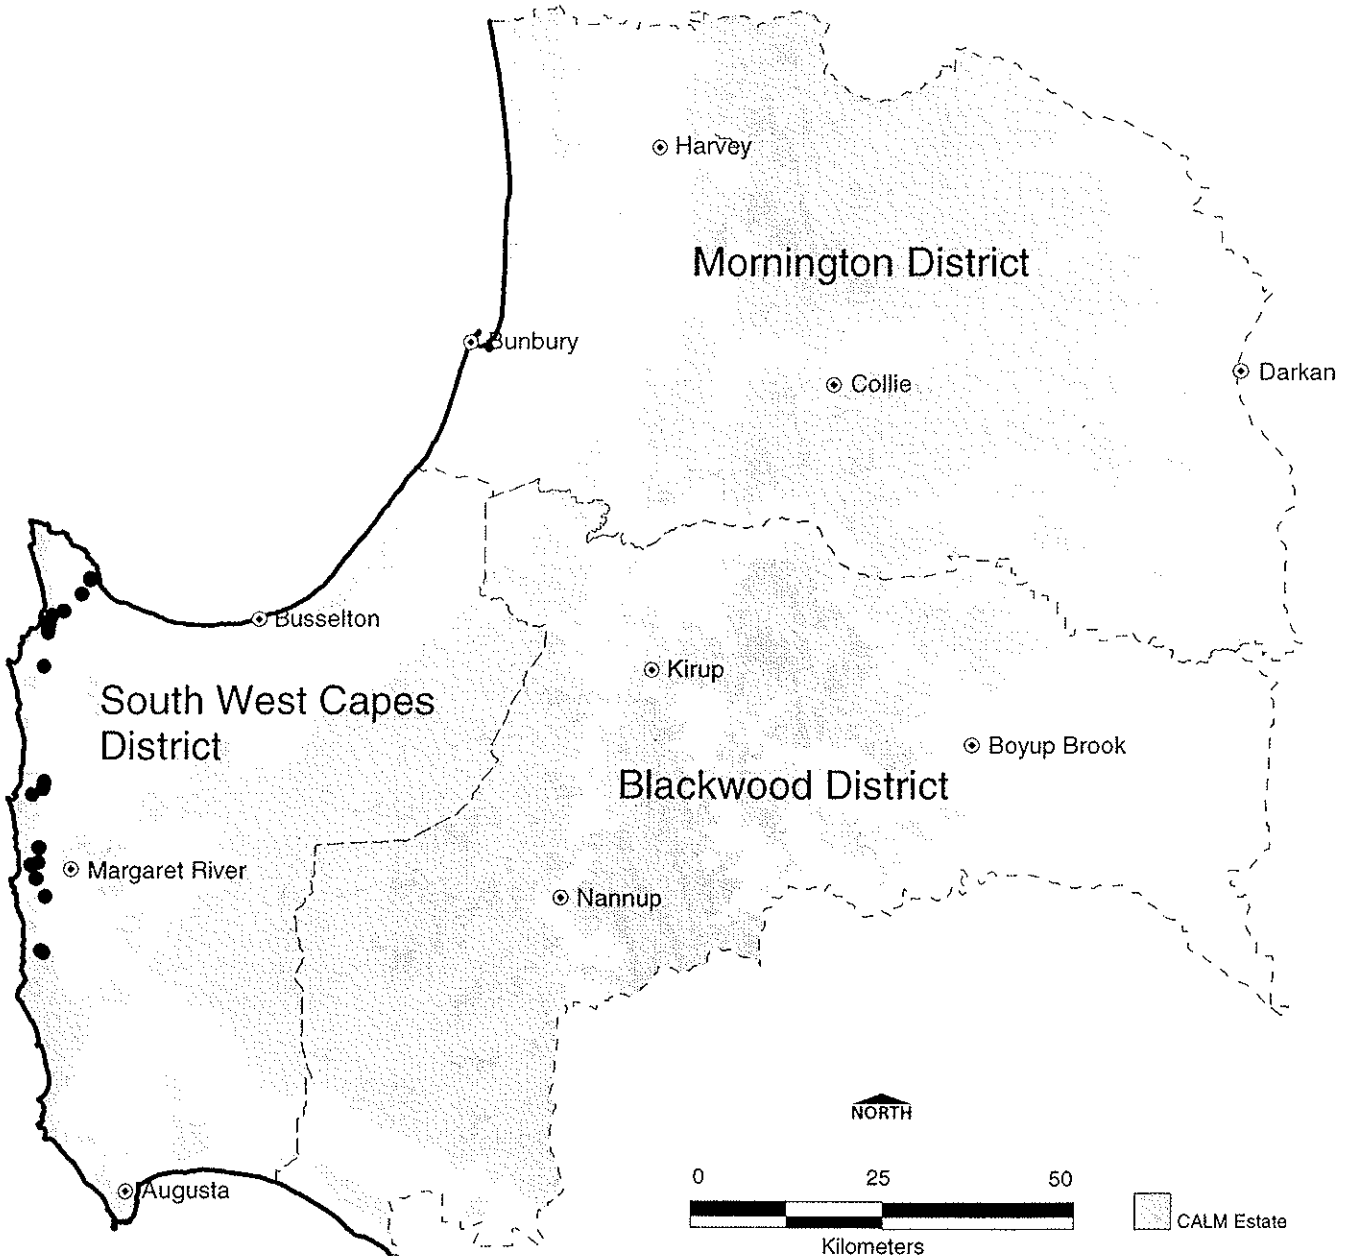 Harvey
Mornington District
Bunbury
Darkan
Collie
Busselton
Kirup
South West Capes
District
Boyup Brook
Blackwood District
Margaret River
Nannup
NORTH
0 25 50
Augusta
CALM Estate
Kilometers